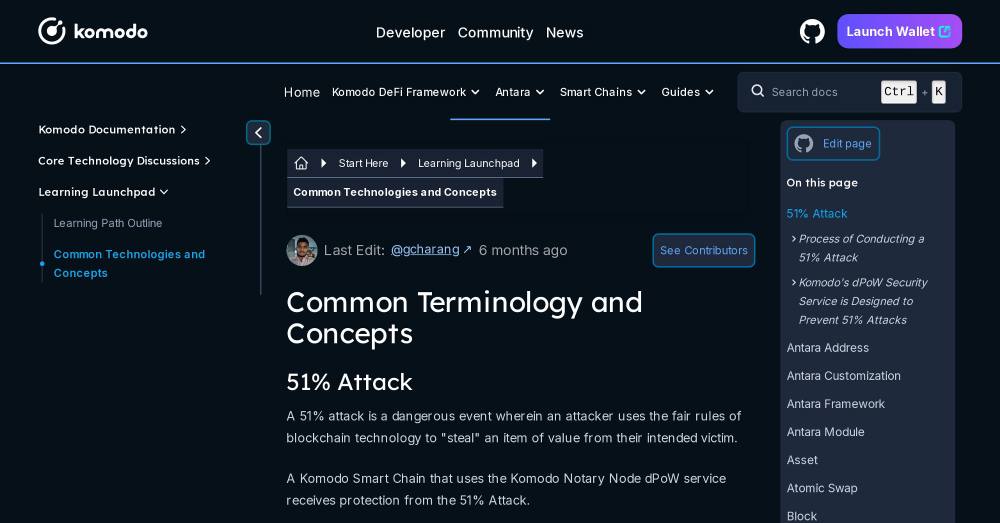 komodo
Developer
Community
News
Launch Wallet
Home
Komodo DeFi Framework
Antara
Smart Chains
Guides
Search docs
Ctrl + K
Komodo Documentation
Core Technology Discussions
Learning Launchpad
Learning Path Outline
Common Technologies and
Concepts
Start Here
Learning Launchpad
Common Technologies and Concepts
Last Edit: @gcharang ↗ 6 months ago
See Contributors
Common Terminology and
Concepts
51% Attack
A 51% attack is a dangerous event wherein an attacker uses the fair rules of
blockchain technology to "steal" an item of value from their intended victim.
A Komodo Smart Chain that uses the Komodo Notary Node dPoW service
receives protection from the 51% Attack.
Edit page
On this page
51% Attack
Process of Conducting a
51% Attack
Komodo's dPoW Security
Service is Designed to
Prevent 51% Attacks
Antara Address
Antara Customization
Antara Framework
Antara Module
Asset
Atomic Swap
Block